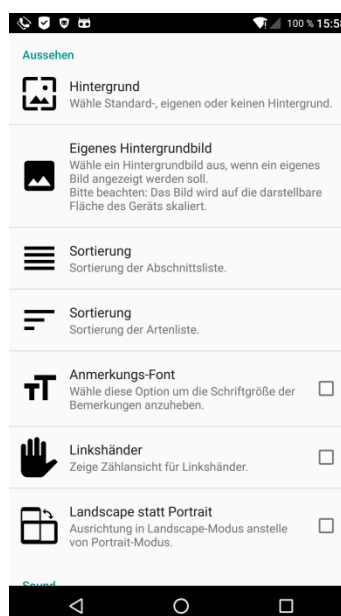 100 % 15:58
Aussehen
Hintergrund
Wähle Standard-, eigenen oder keinen Hintergrund.
Eigenes Hintergrundbild
Wähle ein Hintergrundbild aus, wenn ein eigenes
Bild angezeigt werden soll.
Bitte beachten: Das Bild wird auf die darstellbare
Fläche des Geräts skaliert.
Sortierung
Sortierung der Abschnittsliste.
Sortierung
Sortierung der Artenliste.
Anmerkungs-Font
Wähle diese Option um die Schriftgröße der
Bemerkungen anzuheben.
Linkshänder
Zeige Zählansicht für Linkshänder.
Landscape statt Portrait
Ausrichtung in Landscape-Modus anstelle
von Portrait-Modus.
Sound